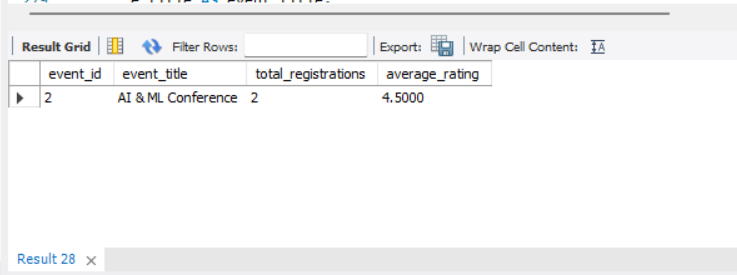 Result Grid Filter Rows: Export: Wrap Cell Content: IA
event_id event_title total_registrations average_rating
2 AI & ML Conference 2 4.5000
Result 28 ×